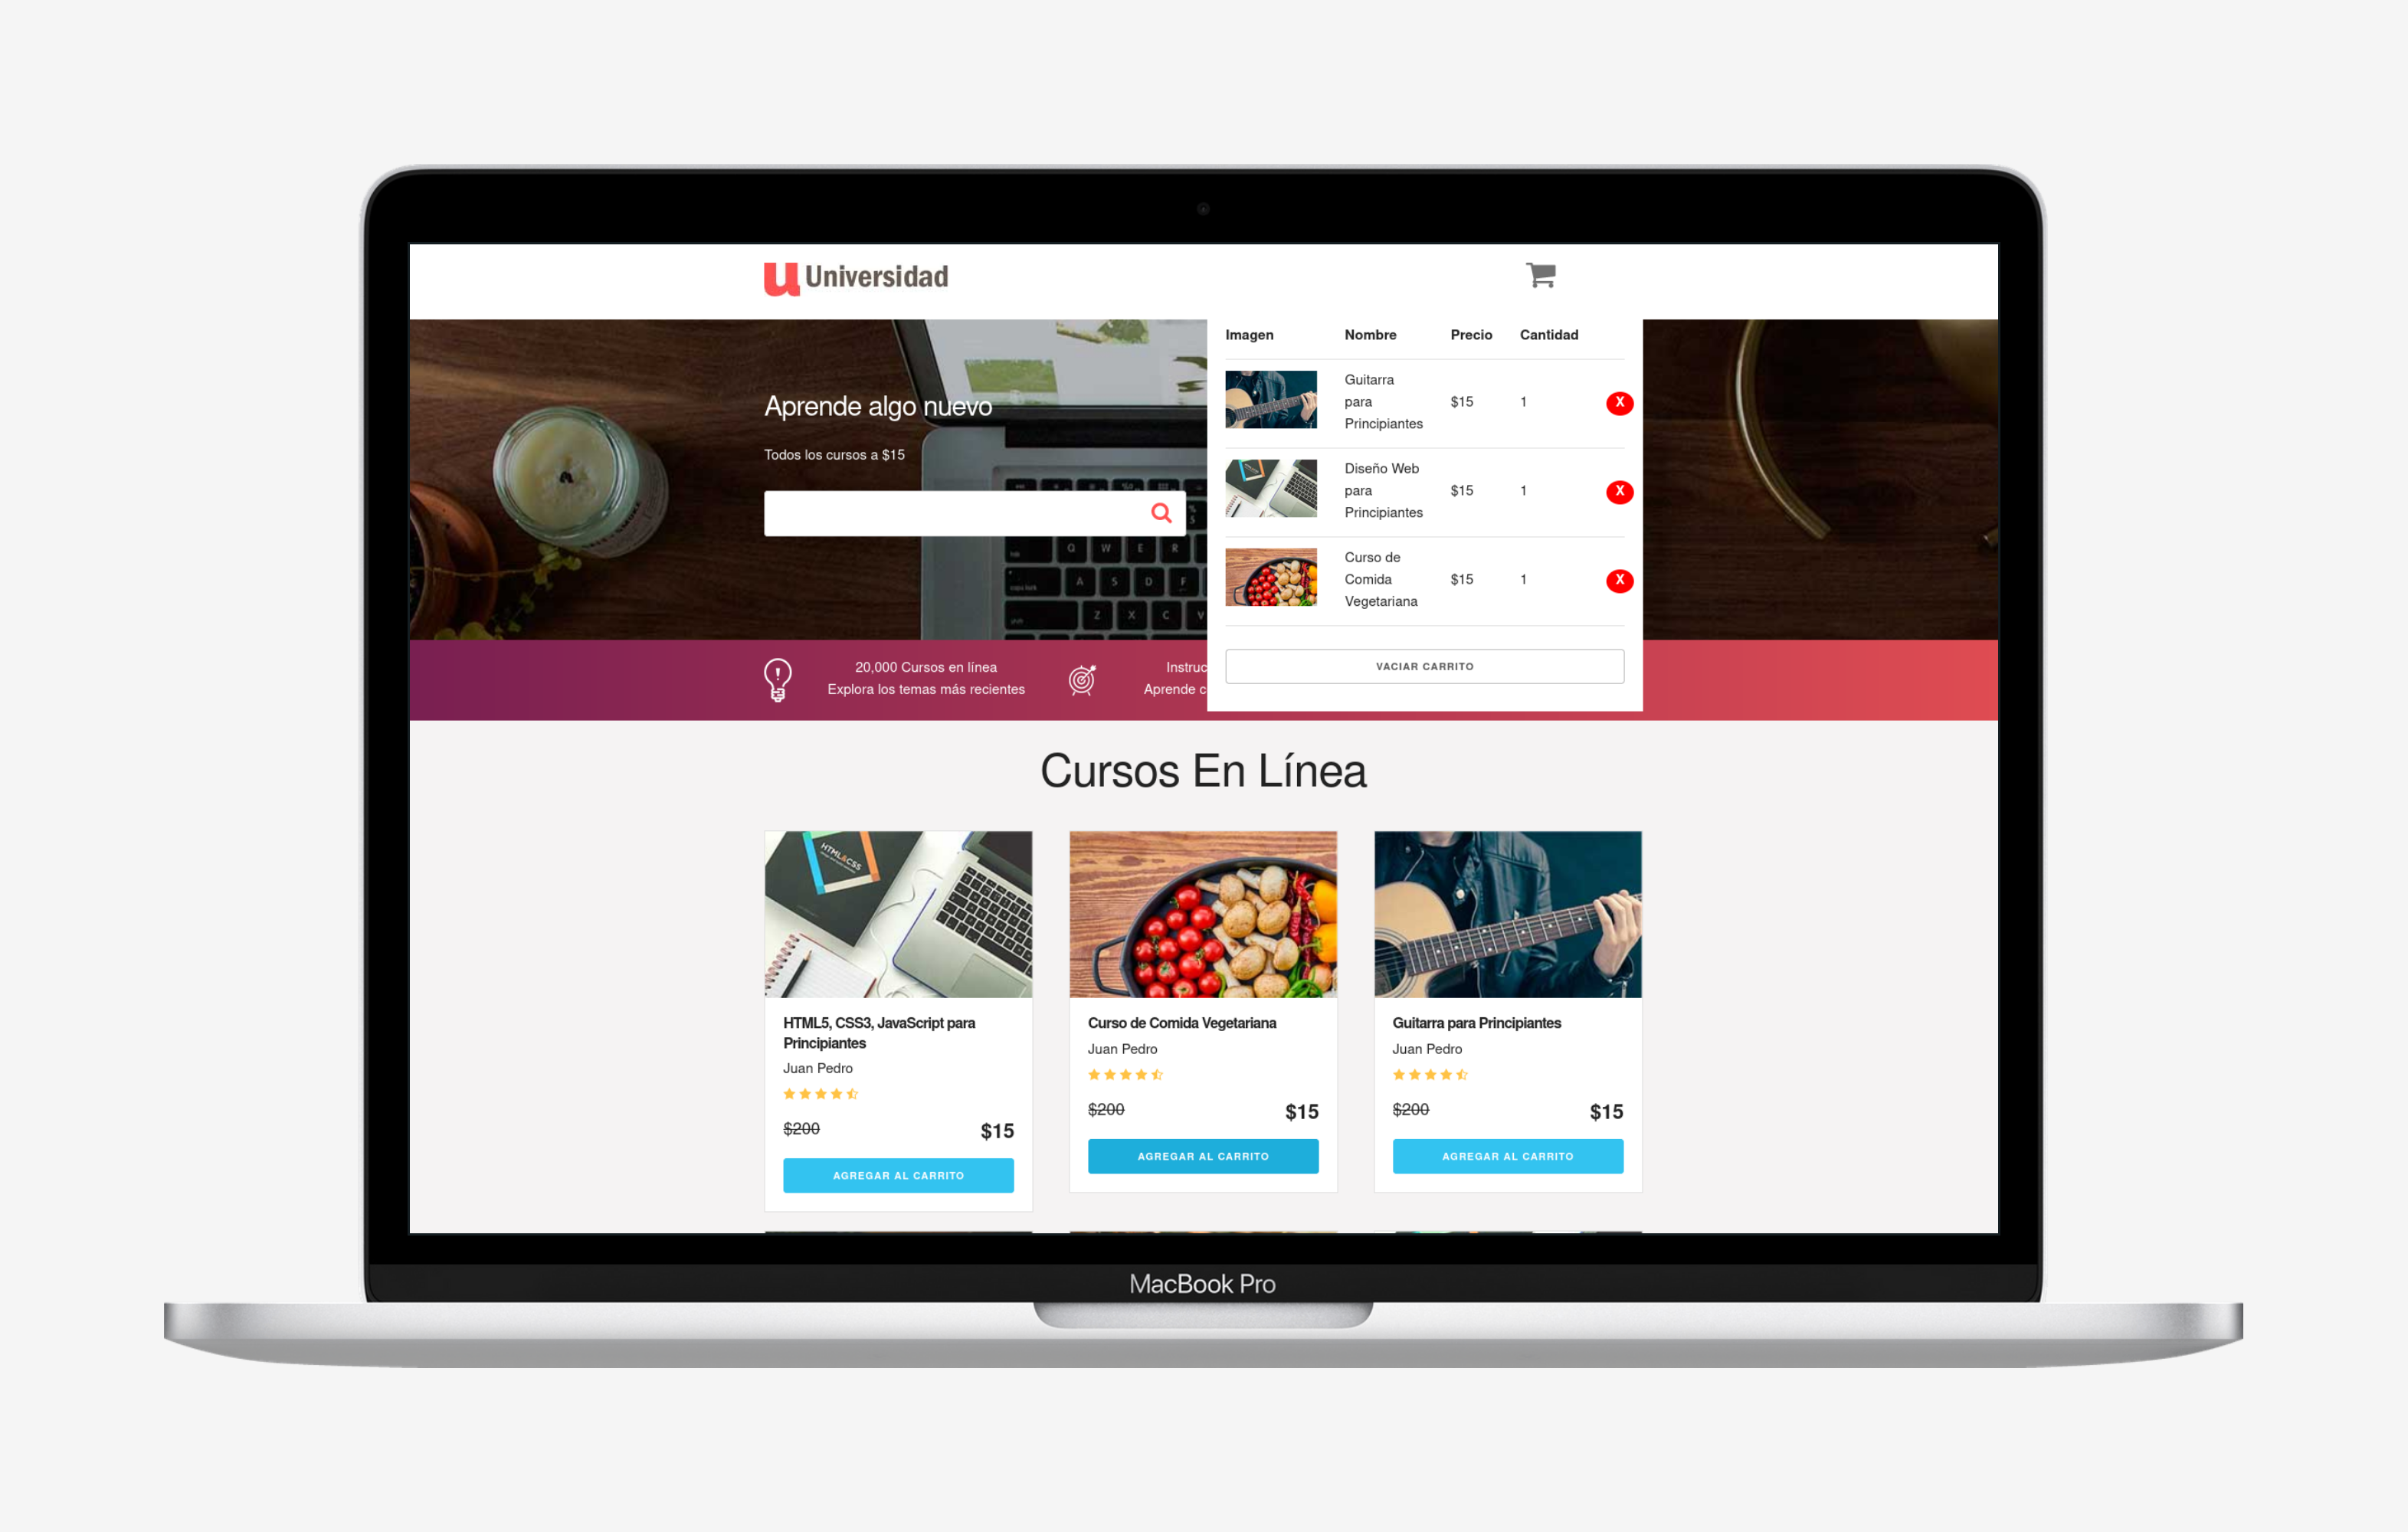 u Universidad
Imagen Nombre Precio Cantidad
Guitarra
para
Principiantes
$15 1 X
Diseño Web
para
Principiantes
$15 1 X
Curso de
Comida
Vegetariana
$15 1 X
VACIAR CARRITO
Aprende algo nuevo
Todos los cursos a $15
Q W E R
A S D F
Z X C V
20,000 Cursos en línea
Explora los temas más recientes
Instruc
Aprende c
Cursos En Línea
HTML&CSS
HTML5, CSS3, JavaScript para
Principiantes
Juan Pedro
$200 $15
AGREGAR AL CARRITO
Curso de Comida Vegetariana
Juan Pedro
$200 $15
AGREGAR AL CARRITO
Guitarra para Principiantes
Juan Pedro
$200 $15
AGREGAR AL CARRITO
MacBook Pro